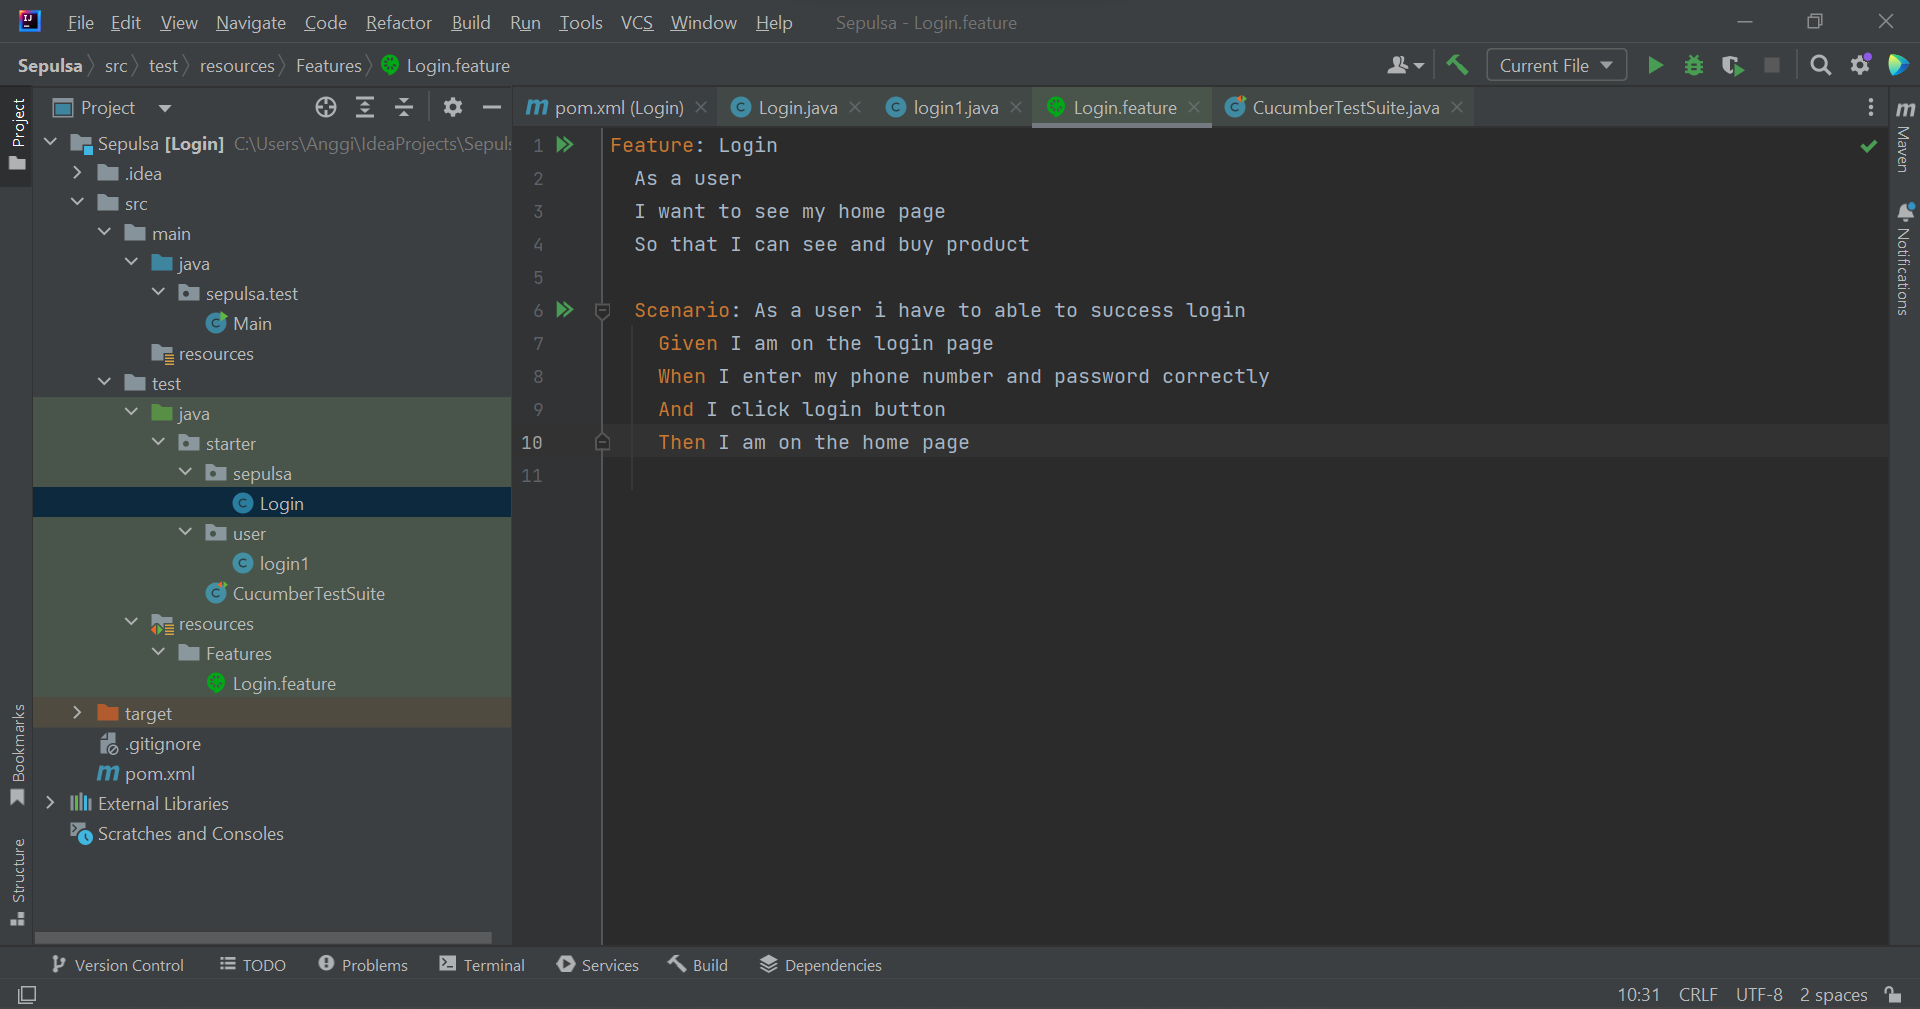 File Edit View Navigate Code Refactor Build Run Tools VCS Window Help Sepulsa - Login.feature
Sepulsa src test resources Features Login.feature Current File
Project
Project
pom.xml (Login) Login.java login1.java Login.feature CucumberTestSuite.java
Sepulsa [Login] C:\Users\Anggi\IdeaProjects\Sepuls
.idea
src
main
java
sepulsa.test
Main
resources
test
java
starter
sepulsa
Login
user
login1
CucumberTestSuite
resources
Features
Login.feature
target
.gitignore
pom.xml
External Libraries
Scratches and Consoles
1 Feature: Login
2 As a user
3 I want to see my home page
4 So that I can see and buy product
5
6 Scenario: As a user i have to able to success login
7 Given I am on the login page
8 When I enter my phone number and password correctly
9 And I click login button
10 Then I am on the home page
11
Maven
Notifications
Bookmarks
Structure
Version Control TODO Problems Terminal Services Build Dependencies
10:31 CRLF UTF-8 2 spaces